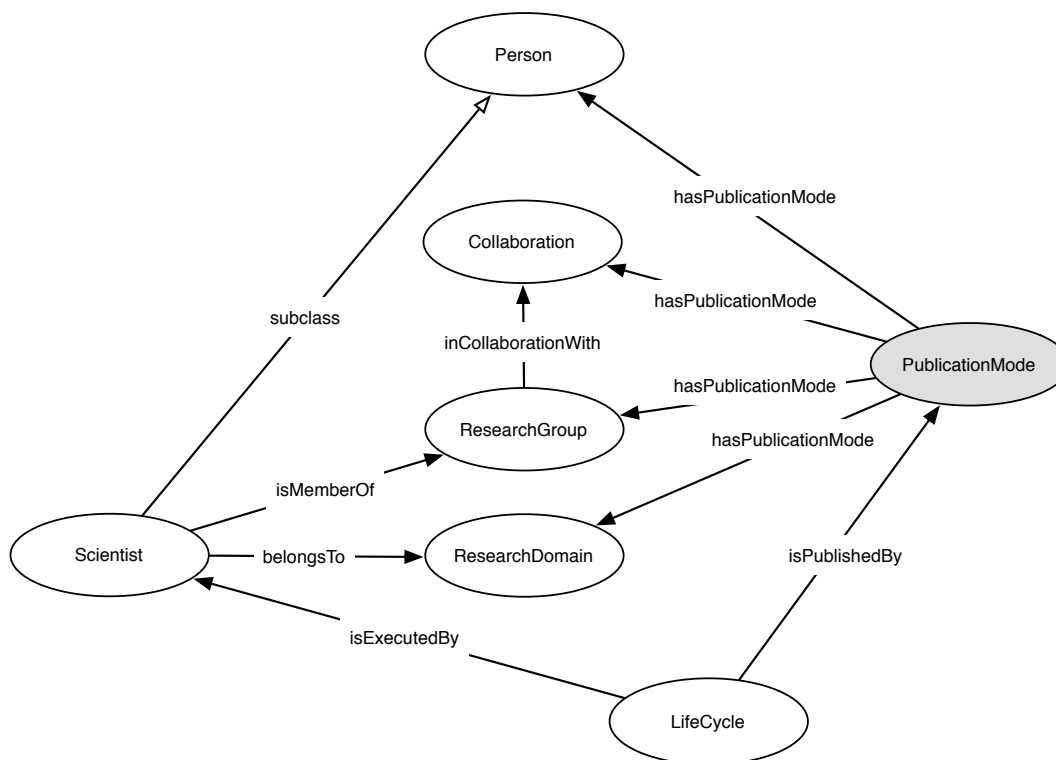 Person
hasPublicationMode
Collaboration
hasPublicationMode
subclass
inCollaborationWith
PublicationMode
hasPublicationMode
ResearchGroup
hasPublicationMode
isMemberOf
Scientist
belongsTo
ResearchDomain
isPublishedBy
isExecutedBy
LifeCycle